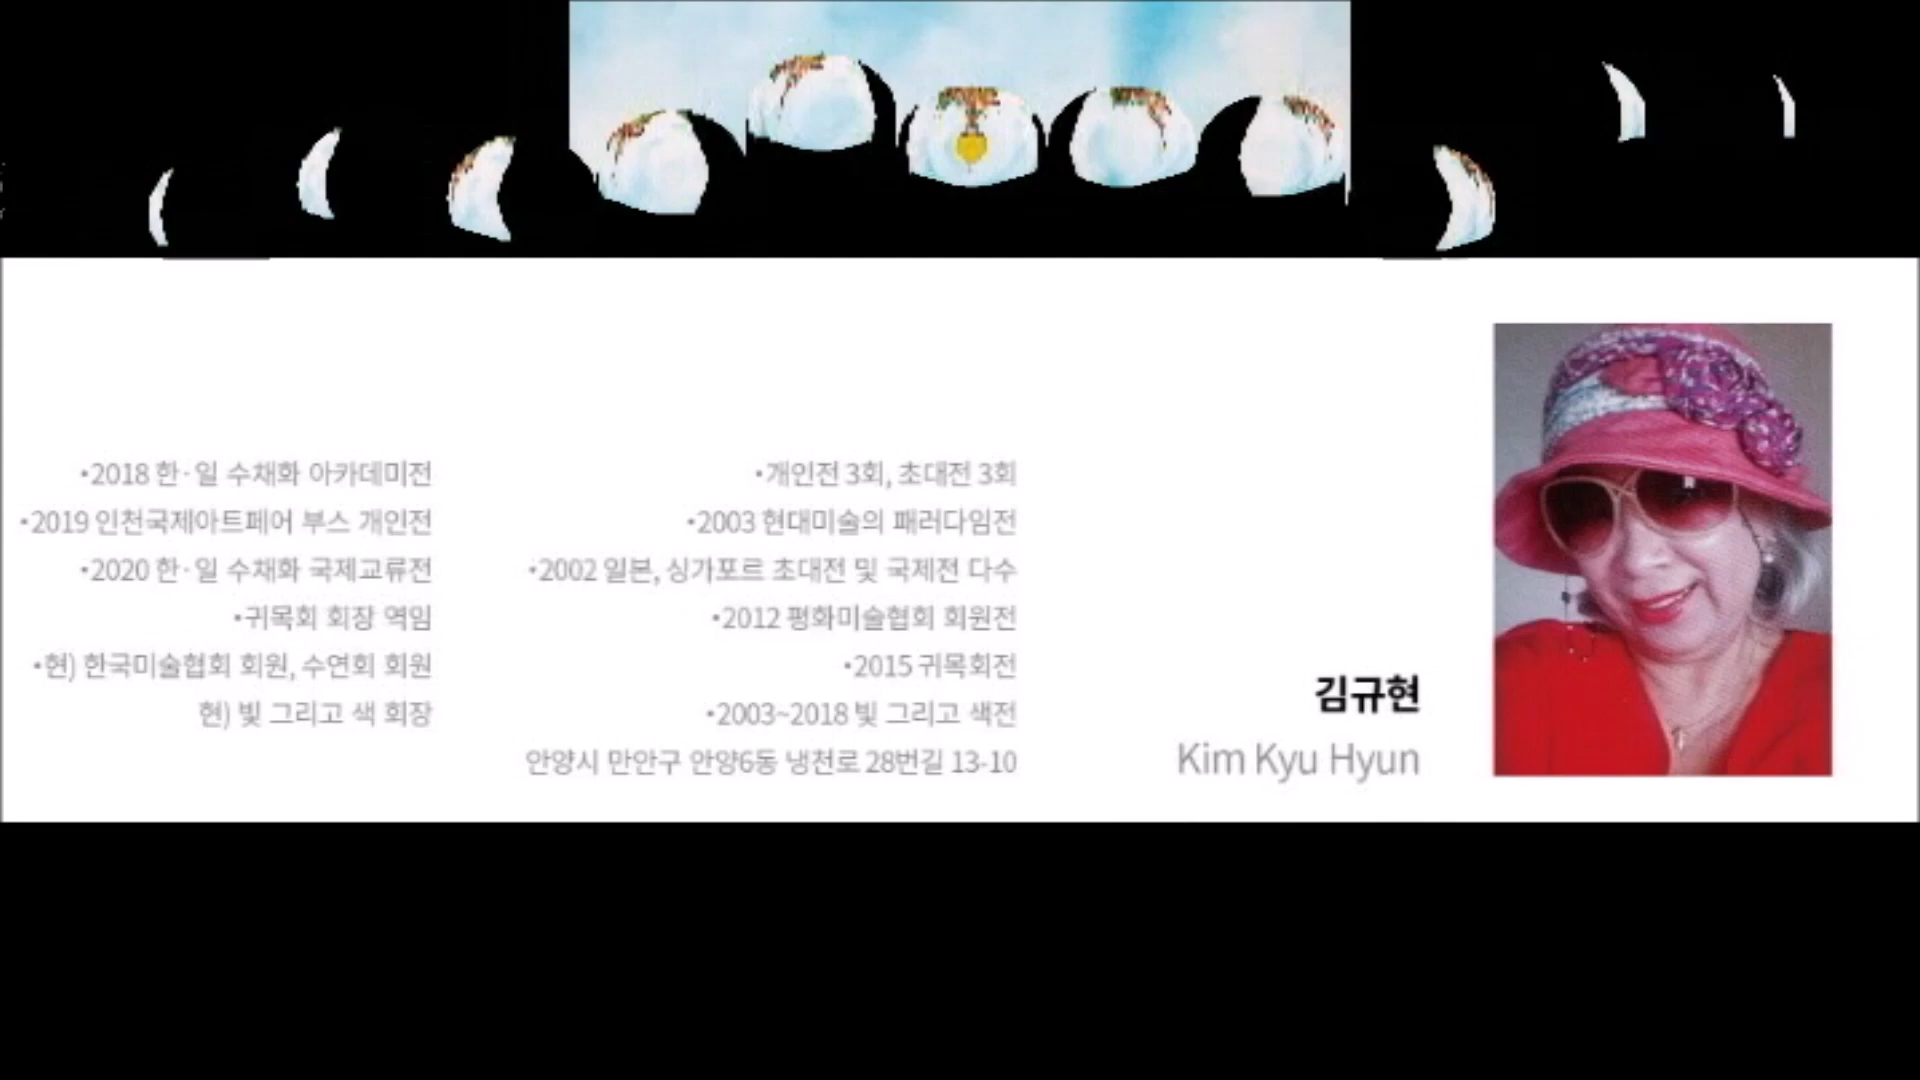 •2018 한·일 수채화 아카데미전
•2019 인천국제아트페어 부스 개인전
•2020 한·일 수채화 국제교류전
•귀목회 회장 역임
•현) 한국미술협회 회원, 수연회 회원
현) 빛 그리고 색 회장
•개인전 3회, 초대전 3회
•2003 현대미술의 패러다임전
•2002 일본, 싱가포르 초대전 및 국제전 다수
•2012 평화미술협회 회원전
•2015 귀목회전
•2003~2018 빛 그리고 색전
안양시 만안구 안양6동 냉천로 28번길 13-10
김규현
Kim Kyu Hyun